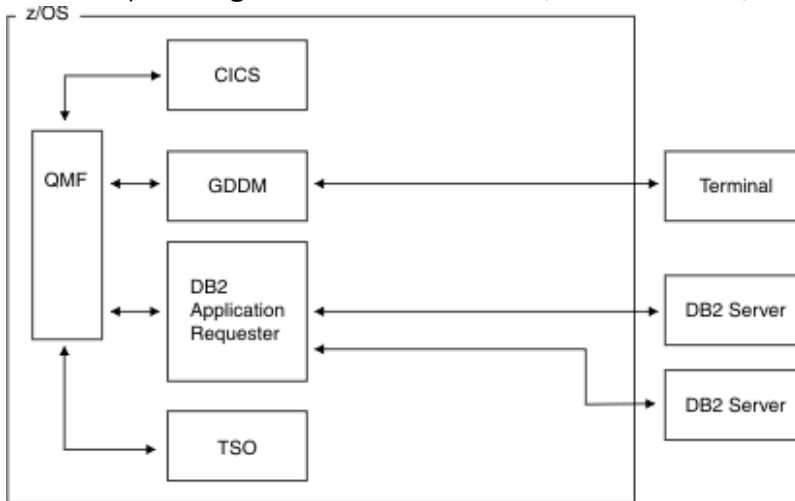 z/OS
CICS
QMF
GDDM
Terminal
DB2
Application
Requester
DB2 Server
DB2 Server
TSO